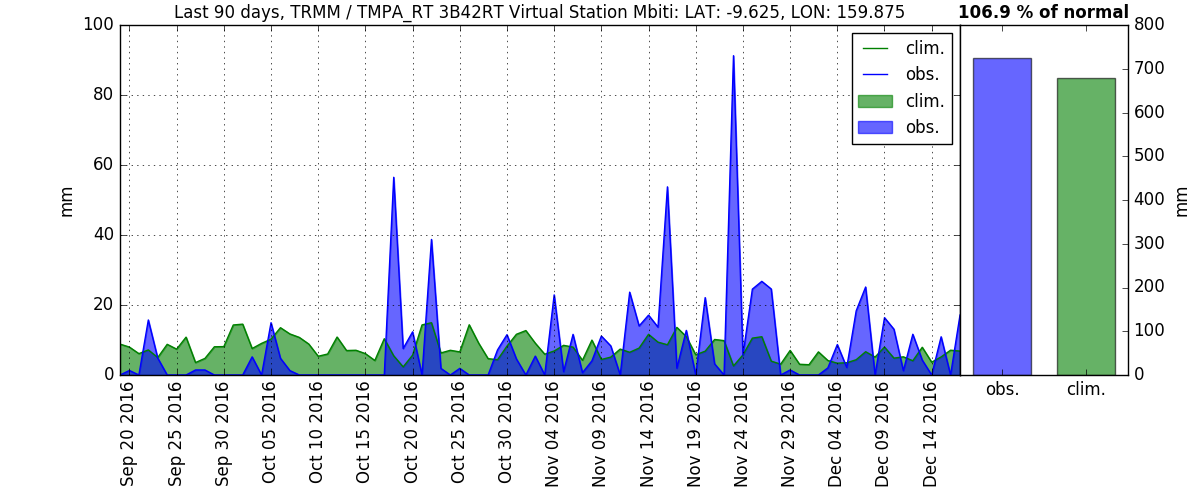 Last 90 days, TRMM / TMPA_RT 3B42RT Virtual Station Mbiti: LAT: -9.625, LON: 159.875
106.9 % of normal
mm
100
80
60
40
20
0
clim.
obs.
clim.
obs.
Sep 20 2016
Sep 25 2016
Sep 30 2016
Oct 05 2016
Oct 10 2016
Oct 15 2016
Oct 20 2016
Oct 25 2016
Oct 30 2016
Nov 04 2016
Nov 09 2016
Nov 14 2016
Nov 19 2016
Nov 24 2016
Nov 29 2016
Dec 04 2016
Dec 09 2016
Dec 14 2016
800
700
600
500
400
300
200
100
0
mm
obs.
clim.